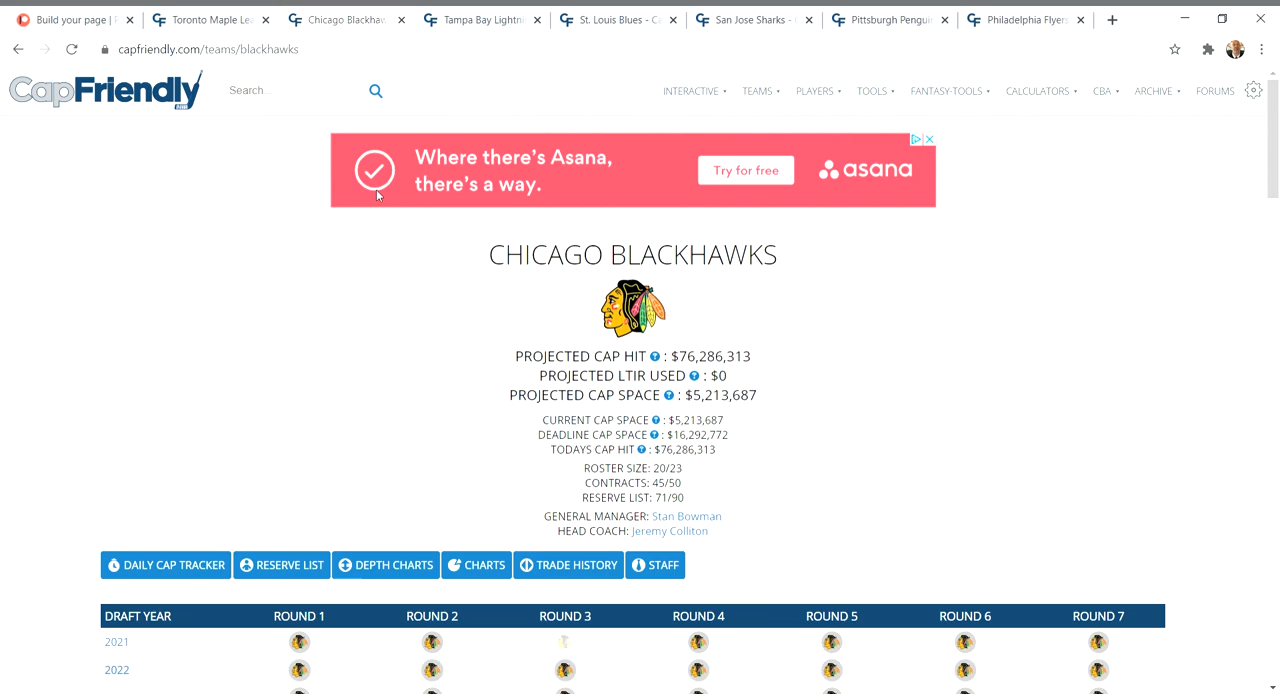 Build your page |
Toronto Maple Lea
Chicago Blackhaw
Tampa Bay Lightni
St. Louis Blues - Ca
San Jose Sharks -
Pittsburgh Pengui
Philadelphia Flyers
capfriendly.com/teams/blackhawks
CapFriendly
Search...
INTERACTIVE
TEAMS
PLAYERS
TOOLS
FANTASY-TOOLS
CALCULATORS
CBA
ARCHIVE
FORUMS
Where there's Asana,
there's a way.
Try for free
asana
CHICAGO BLACKHAWKS
PROJECTED CAP HIT ? : $76,286,313
PROJECTED LTIR USED ? : $0
PROJECTED CAP SPACE ? : $5,213,687
CURRENT CAP SPACE ? : $5,213,687
DEADLINE CAP SPACE ? : $16,292,772
TODAYS CAP HIT ? : $76,286,313
ROSTER SIZE: 20/23
CONTRACTS: 45/50
RESERVE LIST: 71/90
GENERAL MANAGER: Stan Bowman
HEAD COACH: Jeremy Colliton
DAILY CAP TRACKER
RESERVE LIST
DEPTH CHARTS
CHARTS
TRADE HISTORY
STAFF
DRAFT YEAR ROUND 1 ROUND 2 ROUND 3 ROUND 4 ROUND 5 ROUND 6 ROUND 7
2021
2022